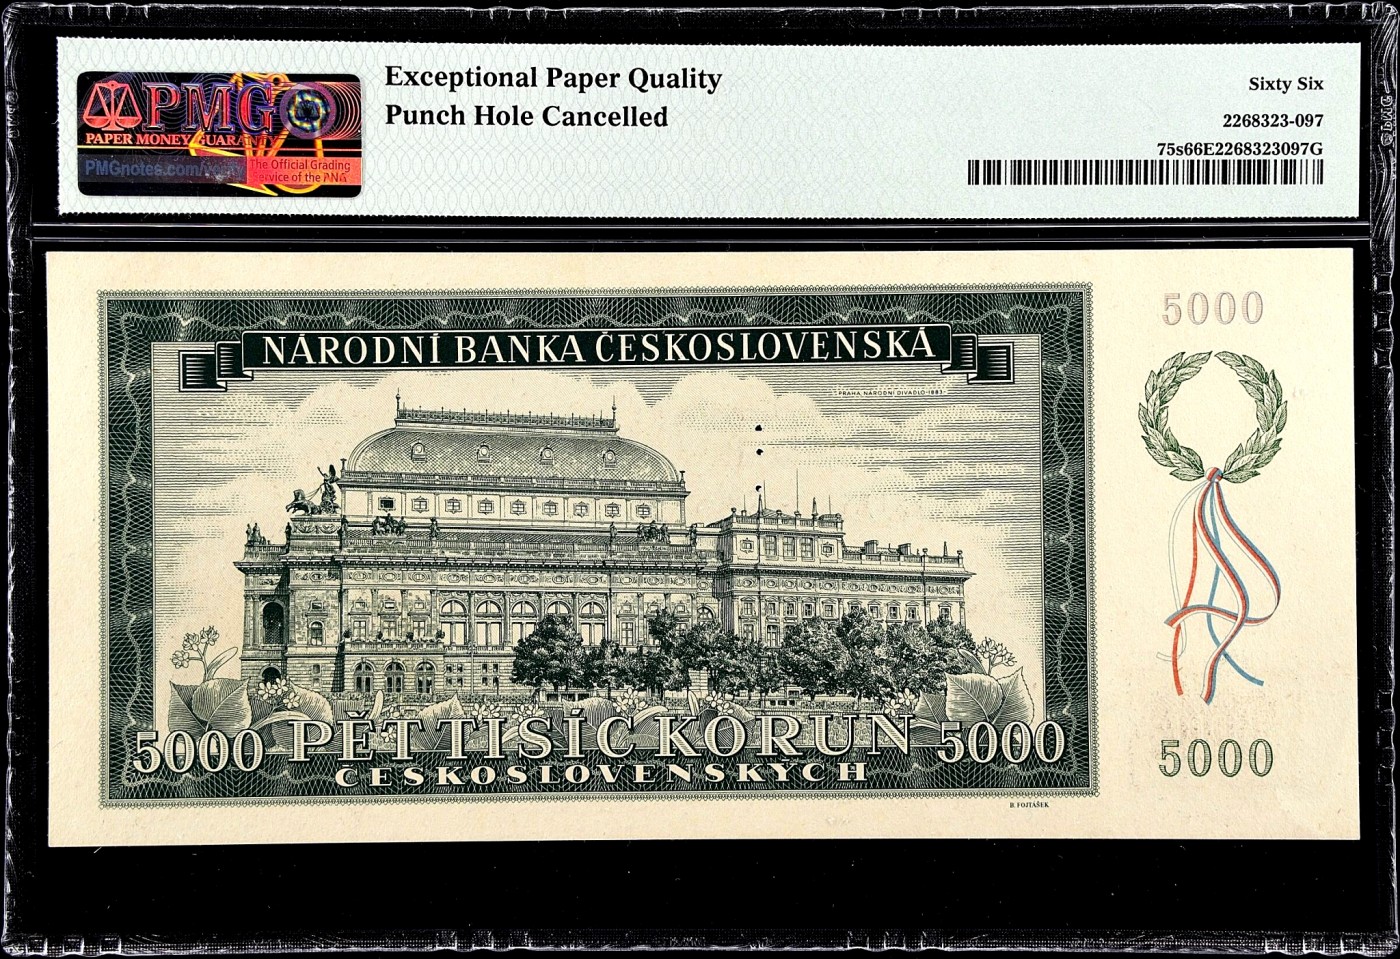 PMG
PAPER MONEY GUARANTY
PMGnotes.com/verify
The Official Grading
Service of the PNG
Exceptional Paper Quality
Punch Hole Cancelled
Sixty Six
2268323-097
75s66E2268323097G
NÁRODNÍ BANKA ČESKOSLOVENSKÁ
PRAHA, NÁRODNÍ DIVADLO-1883
5000
5000 PĚT TISÍC KORUN 5000
ČESKOSLOVENSKÝCH
5000
B. FOJTAŠEK